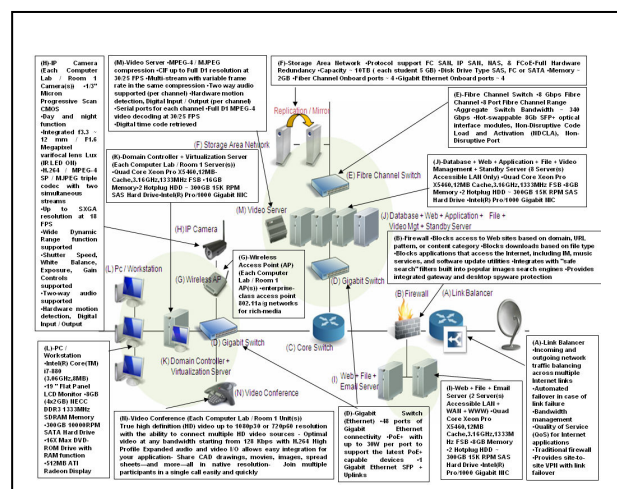 (H)-IP Camera
(Each Computer
Lab / Room 1
Camera(s)) •1/3"
Micron
Progressive Scan
CMOS
•Day and night
function
•Integrated f3.3 ~
12 mm / F1.6
Megapixel
varifocal lens Lux
(IR LED On)
•H.264 / MPEG-4
SP / MJPEG triple
codec with two
simultaneous
streams
•Up to SXGA
resolution at 18
FPS
•Wide Dynamic
Range function
supported
•Shutter Speed,
White Balance,
Exposure, Gain
Controls
supported
•Two-way audio
supported
•Hardware motion
detection, Digital
Input / Output
(M)-Video Server •MPEG-4 / MJPEG
compression •CIF up to Full D1 resolution at
30/25 FPS •Multi-stream with variable frame
rate in the same compression •Two way audio
supported (per channel) •Hardware motion
detection, Digital Input / Output (per channel)
•Serial ports for each channel •Full D1 MPEG-4
video decoding at 30/25 FPS
•Digital time code retrieved
(F)-Storage Area Network •Protocol support FC SAN, IP SAN, NAS, & FCoE•Full Hardware
Redundancy •Capacity ~ 10TB ( each student 5 GB) •Disk Drive Type SAS, FC or SATA •Memory ~
2GB •Fiber Channel Onboard ports ~ 4 •Gigabit Ethernet Onboard ports ~ 4
Replication / Mirror
(E)-Fibre Channel Switch •8 Gbps Fibre
Channel •8 Port Fibre Channel Range
•Aggregate Switch Bandwidth ~ 340
Gbps •Hot-swappable 8Gb SFP+ optical
interface modules, Non-Disruptive Code
Load and Activation (NDCLA), Non-
Disruptive Port
(F) Storage Area Network
(K)-Domain Controller + Virtualization Server
(Each Computer Lab / Room 1 Server(s))
•Quad Core Xeon Pro X5460,12MB-
Cache,3.16GHz,1333MHz FSB •16GB
Memory•2 Hotplug HDD ~ 300GB 15K RPM
SAS Hard Drive•Intel(R) Pro/1000 Gigabit NIC
(E) Fibre Channel Switch
(J)-Database + Web + Application + File + Video
Management + Standby Server (8 Server(s)
Accessible LAN Only) •Quad Core Xeon Pro
X5460,12MB Cache,3.16GHz,1333MHz FSB •8GB
Memory •2 Hotplug HDD ~ 300GB 15K RPM SAS
Hard Drive•Intel(R) Pro/1000 Gigabit NIC
(M) Video Server
(J) Database + Web + Application + File +
Video Mgt + Standby Server
(H) IP Camera
(B)-Firewall •Blocks access to Web sites based on domain, URL
pattern, or content category •Blocks downloads based on file type
•Blocks applications that access the Internet, including IM, music
services, and software update utilities •Integrates with "safe
search" filters built into popular images search engines •Provides
integrated gateway and desktop spyware protection
(L) Pc / Workstation
(G) Wireless AP
(G)-Wireless
Access Point (AP)
(Each Computer
Lab / Room 1
AP(s)) •enterprise-
class access point
802.11a/g networks
for rich-media
(D) Gigabit Switch
(B) Firewall
(A) Link Balancer
(D) Gigabit Switch
(C) Core Switch
(K) Domain Controller +
Virtualization Server
(I) Web + File +
Email Server
(N) Video Conference
(L)-PC /
Workstation
•Intel(R) Core(TM)
i7-880
(3.06GHz,8MB)
•19 " Flat Panel
LCD Monitor •8GB
(4x2GB) NECC
DDR3 1333MHz
SDRAM Memory
•300GB 10000RPM
SATA Hard Drive
•16X Max DVD-
ROM Drive with
RAM function
•512MB ATI
Radeon Display
(N)-Video Conference (Each Computer Lab / Room 1 Unit(s))
True high definition (HD) video up to 1080p30 or 720p60 resolution
with the ability to connect multiple HD video sources - Optimal
video at any bandwidth starting from 128 Kbps with H.264 High
Profile Expanded audio and video I/O allows easy integration for
your application- Share CAD drawings, movies, images, spread
sheets—and more—all in native resolution- Join multiple
participants in a single call easily and quickly
(D)-Gigabit Switch
(Ethernet) •48 ports of
Gigabit Ethernet
connectivity •PoE+ with
up to 30W per port to
support the latest PoE+
capable devices •1
Gigabit Ethernet SFP +
Uplinks
(I)-Web + File + Email
Server (2 Server(s)
Accessible LAN +
WAN + WWW) •Quad
Core Xeon Pro
X5460,12MB
Cache,3.16GHz,1333M
Hz FSB •8GB Memory
•2 Hotplug HDD ~
300GB 15K RPM SAS
Hard Drive •Intel(R)
Pro/1000 Gigabit NIC
(A)-Link Balancer
•Incoming and
outgoing network
traffic balancing
across multiple
Internet links
•Automated
failover in case of
link failure
•Bandwidth
management
•Quality of Service
(QoS) for Internet
applications
•Traditional firewall
•Provides site-to-
site VPN with link
failover